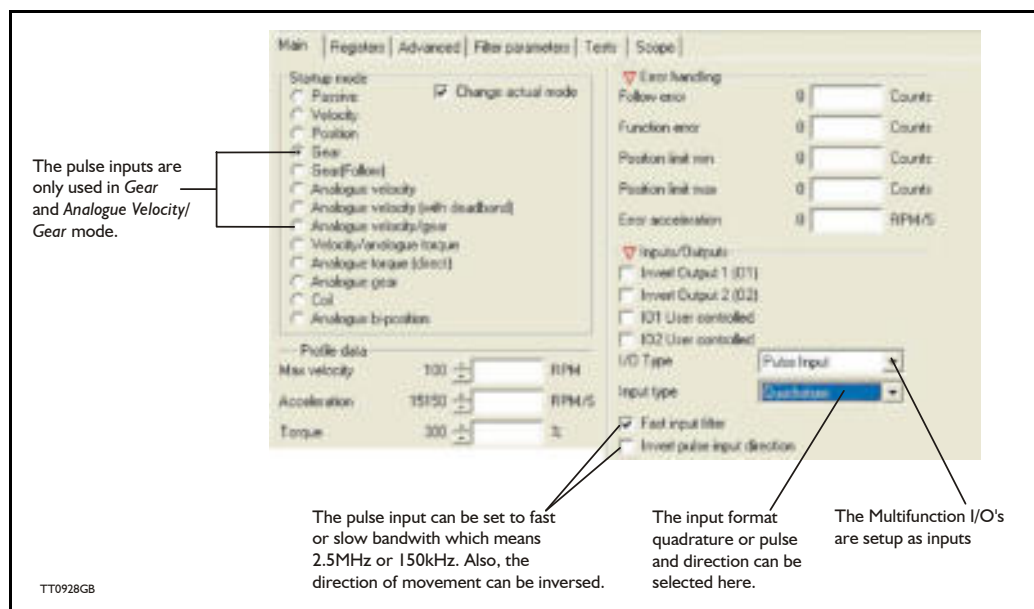 Main Registers Advanced Filter parameters Tests Scope
Startup mode
Change actual mode
Passive
Velocity
Position
Gear
Gear(Follow)
Analogue velocity
Analogue velocity (with deadband)
Analogue velocity/gear
Velocity/analogue torque
Analogue torque (direct)
Analogue gear
Coil
Analogue bi-position
Profile data
Max velocity 100 RPM
Acceleration 15150 RPM/S
Torque 300 %
Error handling
Follow error 0 Counts
Function error 0 Counts
Position limit min 0 Counts
Position limit max 0 Counts
Error acceleration 0 RPM/S
Inputs/Outputs
Invert Output 1 (O1)
Invert Output 2 (O2)
IO1 User controlled
IO2 User controlled
I/O Type Pulse Input
Input type Quadrature
Fast input filter
Invert pulse input direction
The pulse inputs are
only used in Gear
and Analogue Velocity/
Gear mode.
The pulse input can be set to fast
or slow bandwith which means
2.5MHz or 150kHz. Also, the
direction of movement can be inversed.
The input format
quadrature or pulse
and direction can be
selected here.
The Multifunction I/O's
are setup as inputs
TT0928GB